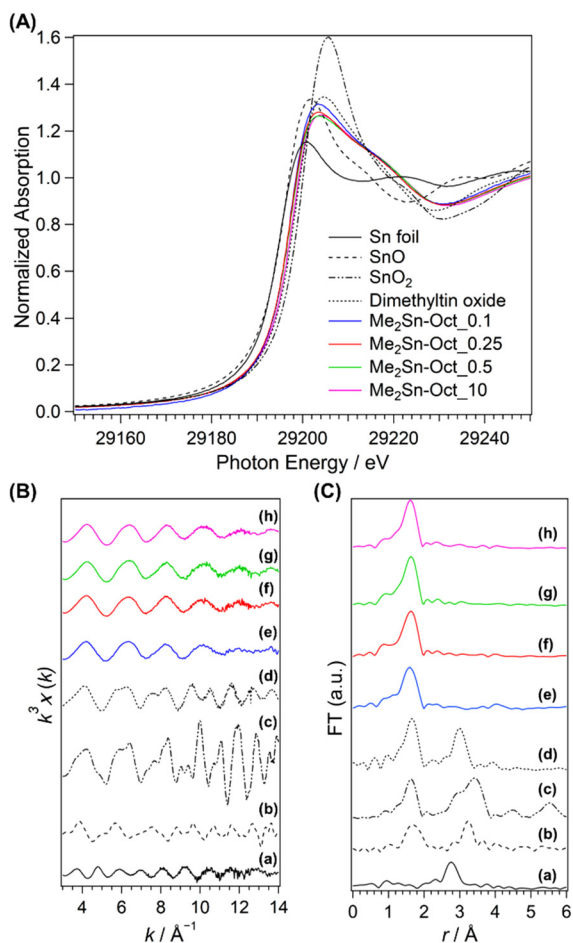 (A)
1.6
1.4
1.2
1.0
0.8
0.6
0.4
0.2
0.0
Normalized Absorption
Sn foil
SnO
SnO₂
Dimethyltin oxide
Me₂Sn-Oct_0.1
Me₂Sn-Oct_0.25
Me₂Sn-Oct_0.5
Me₂Sn-Oct_10
29160 29180 29200 29220 29240
Photon Energy / eV
(B)
(h)
(g)
(f)
(e)
(d)
(c)
(b)
(a)
k³ χ (k)
4 6 8 10 12 14
k / Å⁻¹
(C)
(h)
(g)
(f)
(e)
(d)
(c)
(b)
(a)
FT (a.u.)
0 1 2 3 4 5 6
r / Å